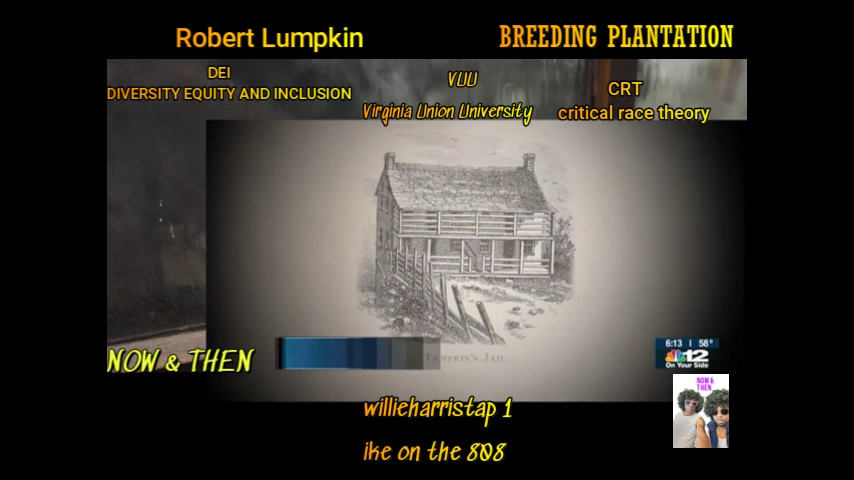 Robert Lumpkin
BREEDING PLANTATION
DEI
DIVERSITY EQUITY AND INCLUSION
VUU
Virginia Union University
CRT
critical race theory
LUMPKIN'S JAIL
NOW & THEN
6:13 | 58°
12
On Your Side
NOW &
THEN
willieharristap 1
ike on the 808